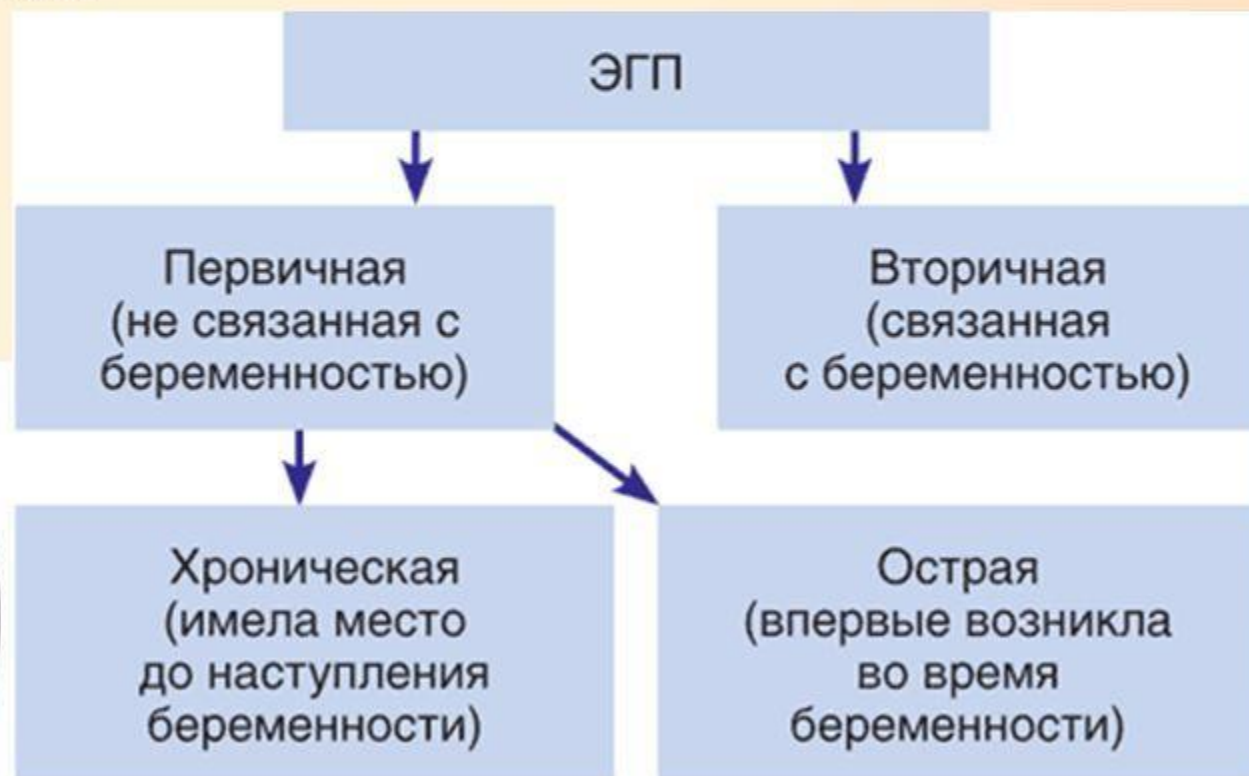 ЭГП
Первичная
(не связанная с
беременностью)
Вторичная
(связанная
с беременностью)
Хроническая
(имела место
до наступления
беременности)
Острая
(впервые возникла
во время
беременности)